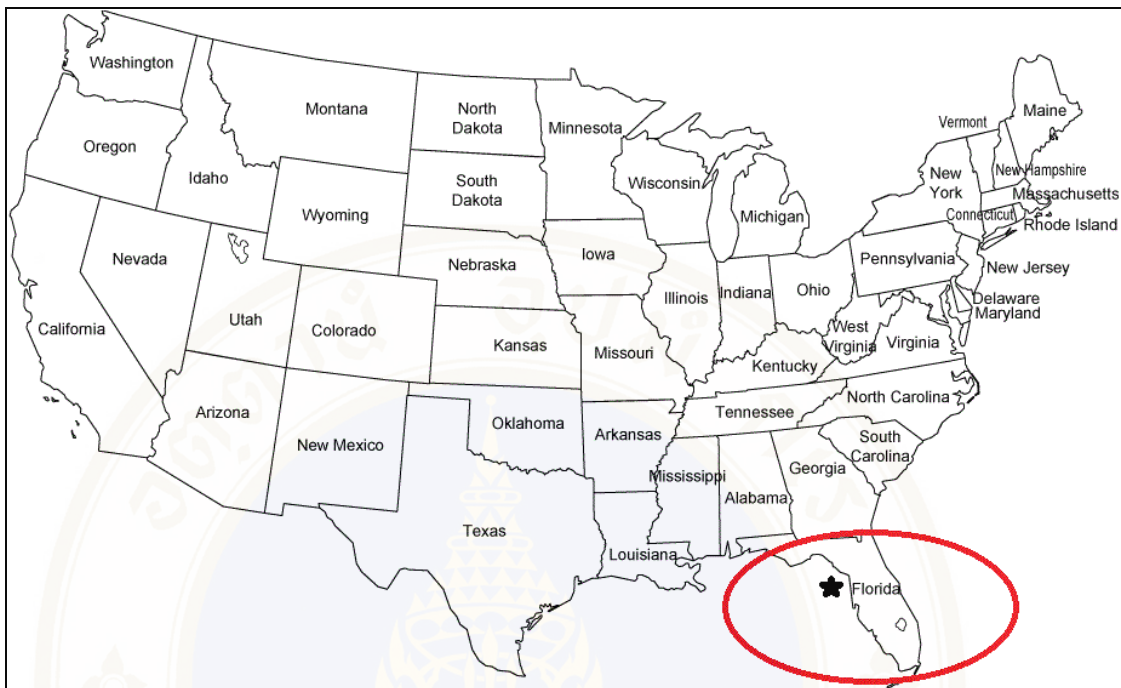 Washington
Montana
North
Dakota
Minnesota
Maine
Vermont
Oregon
Idaho
Wyoming
South
Dakota
Wisconsin
Michigan
New
York
New Hampshire
Massachusetts
Connecticut
Rhode Island
Nevada
Utah
Colorado
Nebraska
Iowa
Illinois
Indiana
Ohio
Pennsylvania
New Jersey
Delaware
Maryland
California
Kansas
Missouri
West
Virginia
Virginia
Kentucky
Arizona
New Mexico
Oklahoma
Arkansas
Tennessee
North Carolina
South
Carolina
Texas
Louisiana
Mississippi
Alabama
Georgia
Florida